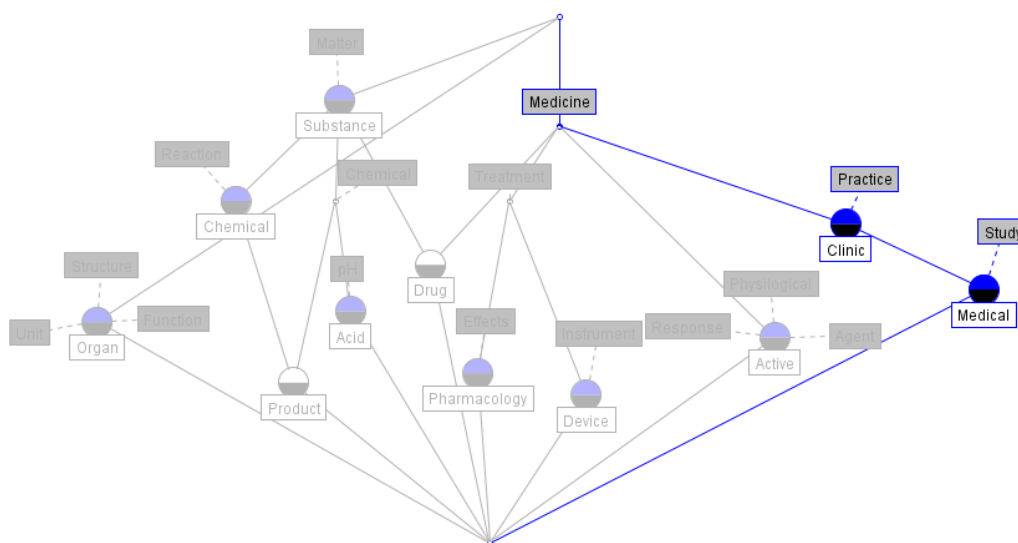 Matter
Medicine
Substance
Reaction
Chemical
Treatment
Practice
Chemical
Study
Clinic
Structure
pH
Drug
Physilogical
Medical
Unit
Function
Effects
Instrument
Response
Agent
Organ
Acid
Active
Product
Pharmacology
Device